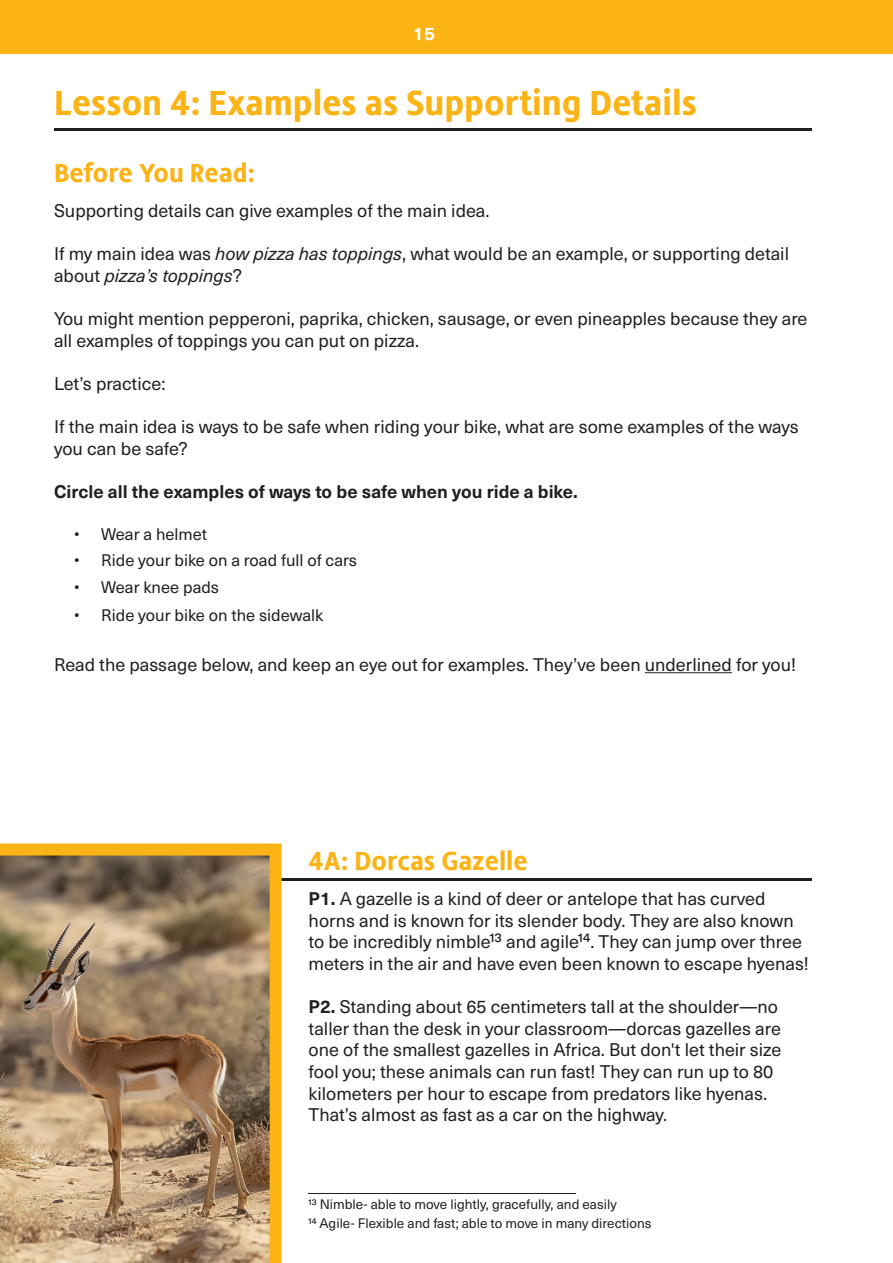 15
Lesson 4: Examples as Supporting Details
Before You Read:
Supporting details can give examples of the main idea.
If my main idea was how pizza has toppings, what would be an example, or supporting detail
about pizza's toppings?
You might mention pepperoni, paprika, chicken, sausage, or even pineapples because they are
all examples of toppings you can put on pizza.
Let's practice:
If the main idea is ways to be safe when riding your bike, what are some examples of the ways
you can be safe?
Circle all the examples of ways to be safe when you ride a bike.
• Wear a helmet
• Ride your bike on a road full of cars
• Wear knee pads
• Ride your bike on the sidewalk
Read the passage below, and keep an eye out for examples. They've been underlined for you!
4A: Dorcas Gazelle
P1. A gazelle is a kind of deer or antelope that has curved
horns and is known for its slender body. They are also known
to be incredibly nimble¹³ and agile¹⁴. They can jump over three
meters in the air and have even been known to escape hyenas!
P2. Standing about 65 centimeters tall at the shoulder—no
taller than the desk in your classroom—dorcas gazelles are
one of the smallest gazelles in Africa. But don't let their size
fool you; these animals can run fast! They can run up to 80
kilometers per hour to escape from predators like hyenas.
That's almost as fast as a car on the highway.
¹³ Nimble- able to move lightly, gracefully, and easily
¹⁴ Agile- Flexible and fast; able to move in many directions